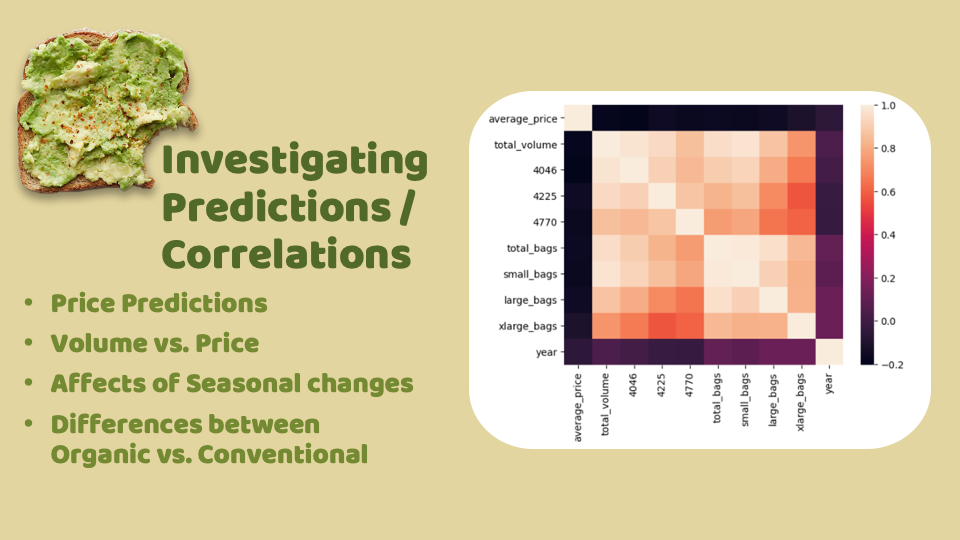 Investigating
Predictions /
Correlations
• Price Predictions
• Volume vs. Price
• Affects of Seasonal changes
• Differences between
Organic vs. Conventional
average_price
total_volume
4046
4225
4770
total_bags
small_bags
large_bags
xlarge_bags
year
average_price
total_volume
4046
4225
4770
total_bags
small_bags
large_bags
xlarge_bags
year
1.0
0.8
0.6
0.4
0.2
0.0
−0.2